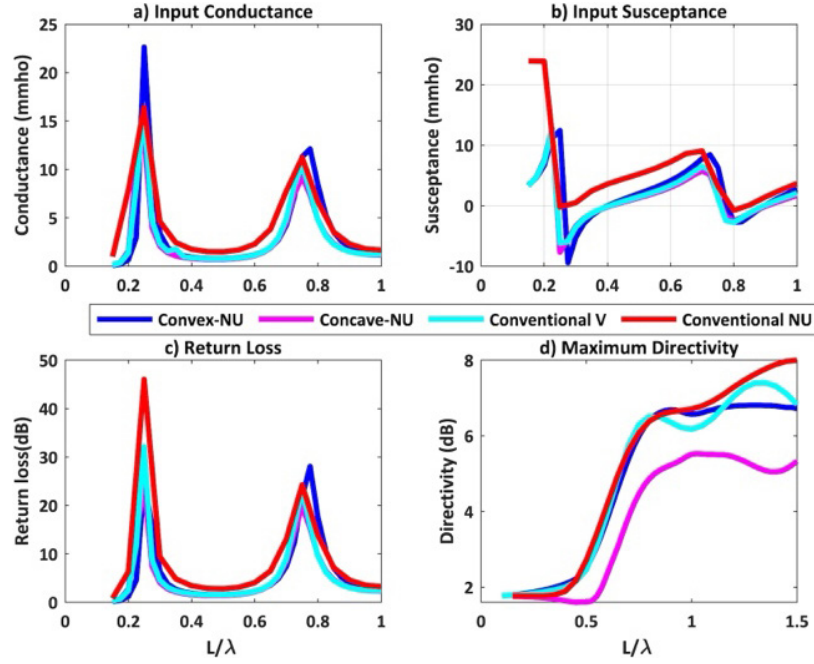 a) Input Conductance
Conductance (mmho)
25
20
15
10
5
0
0 0.2 0.4 0.6 0.8 1
b) Input Susceptance
Susceptance (mmho)
30
20
10
0
-10
0 0.2 0.4 0.6 0.8 1
Convex-NU Concave-NU Conventional V Conventional NU
c) Return Loss
Return loss(dB)
50
40
30
20
10
0
0 0.2 0.4 0.6 0.8 1
L/λ
d) Maximum Directivity
Directivity (dB)
8
6
4
2
0 0.5 1 1.5
L/λ